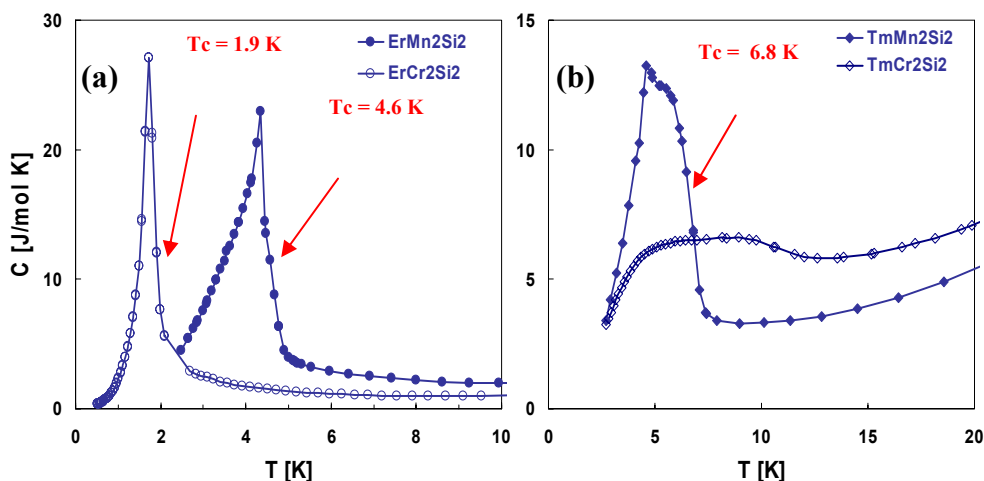 (a)
Tc = 1.9 K
Tc = 4.6 K
ErMn2Si2
ErCr2Si2
C [J/mol K]
30
20
10
0
0 2 4 6 8 10
T [K]
(b)
Tc = 6.8 K
TmMn2Si2
TmCr2Si2
15
10
5
0
0 5 10 15 20
T [K]